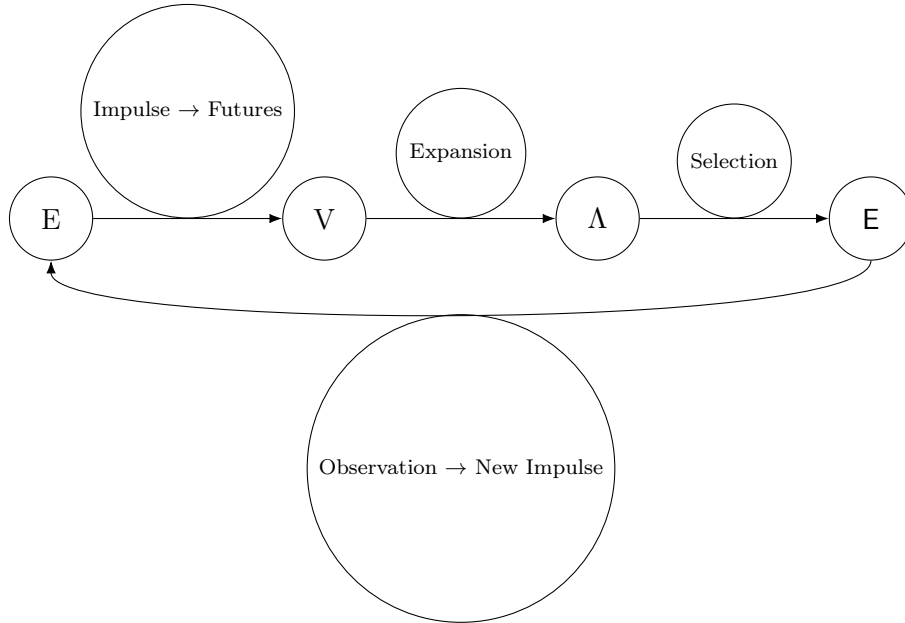 Impulse → Futures
Expansion
Selection
E
V
Λ
E
Observation → New Impulse